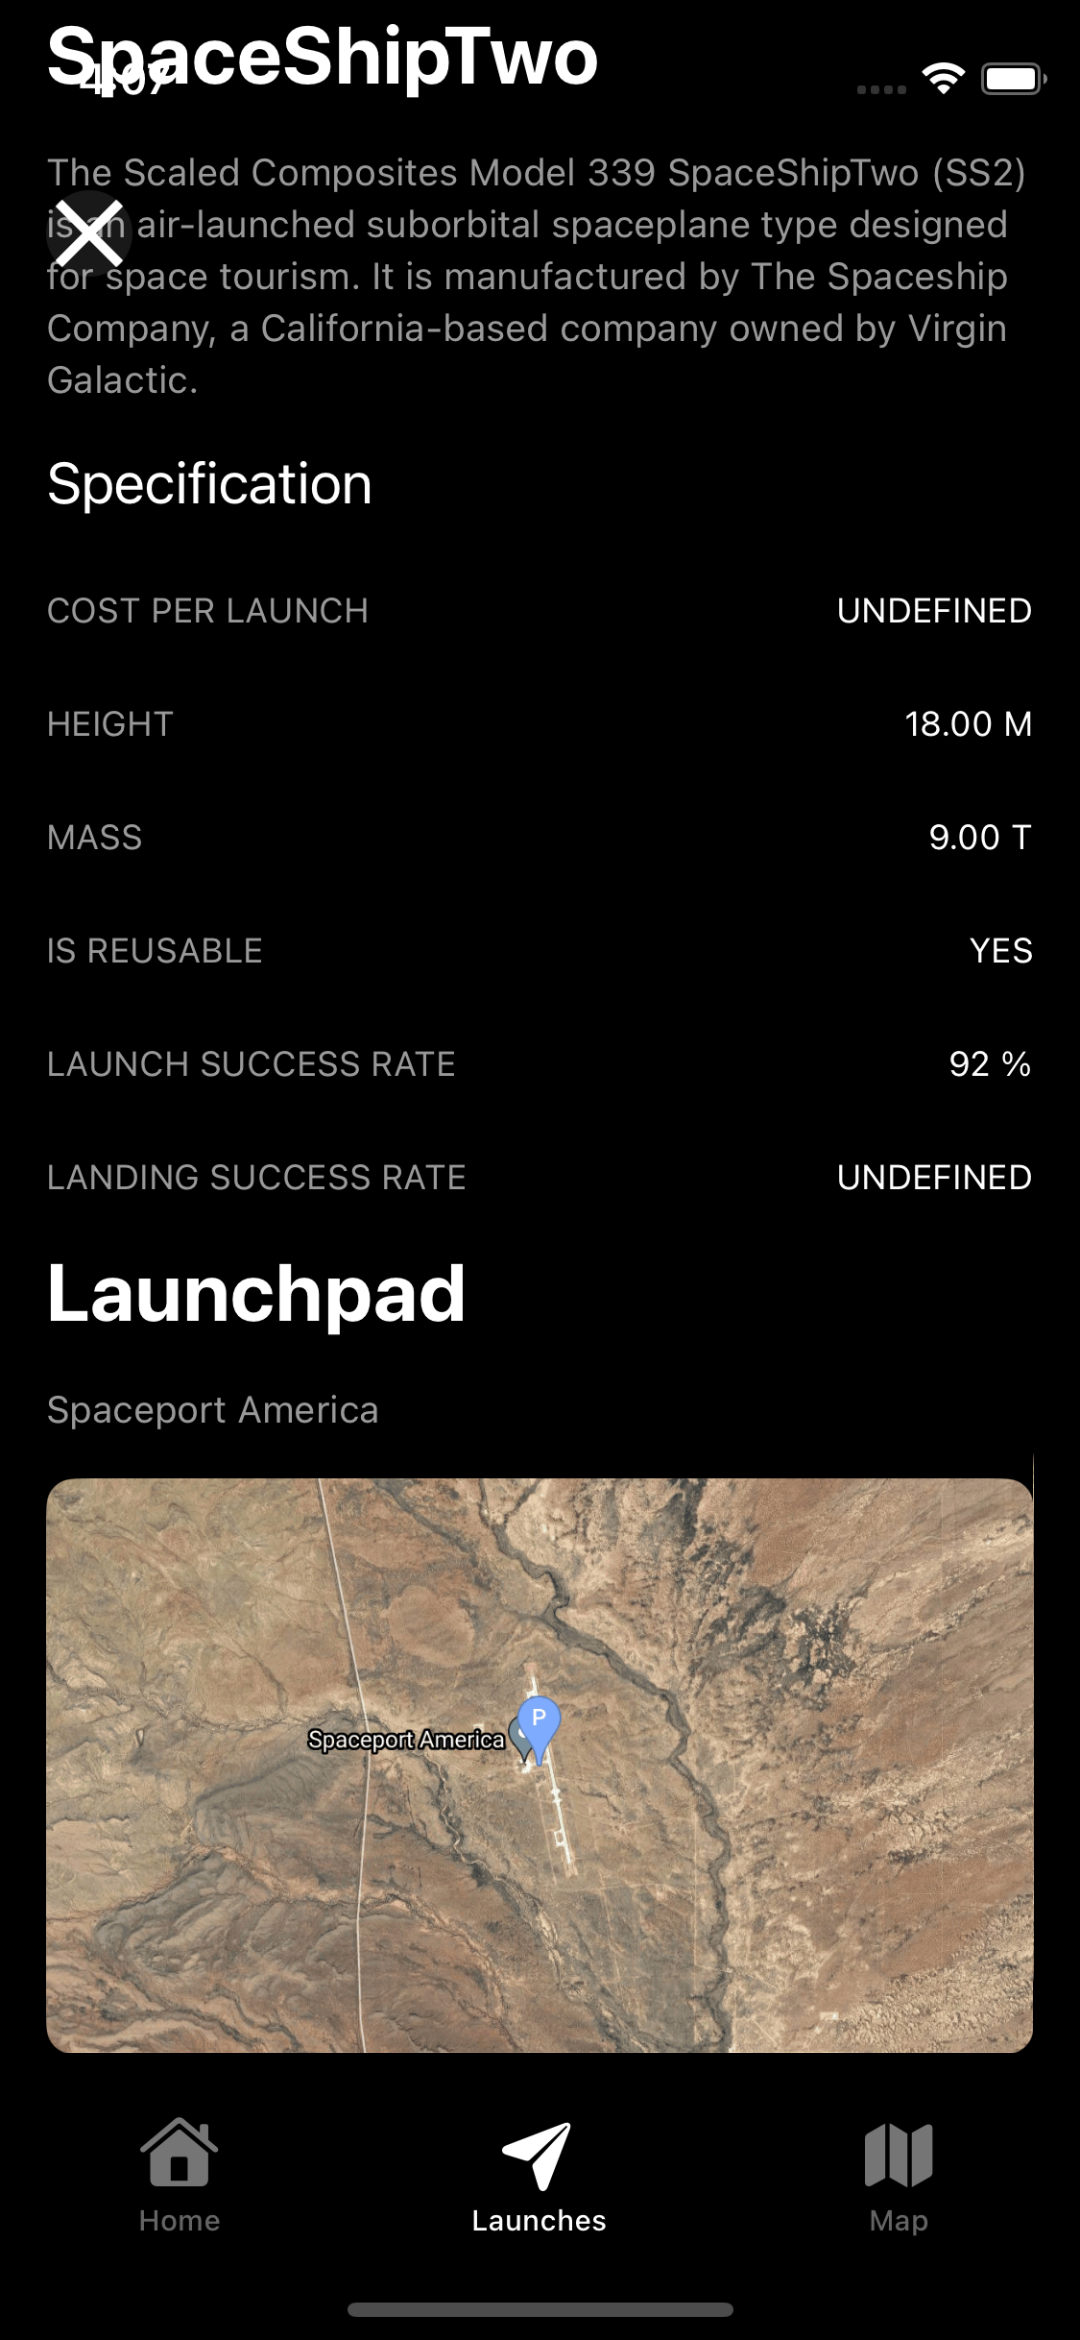 SpaceShipTwo
4:07
The Scaled Composites Model 339 SpaceShipTwo (SS2)
is an air-launched suborbital spaceplane type designed
for space tourism. It is manufactured by The Spaceship
Company, a California-based company owned by Virgin
Galactic.
Specification
COST PER LAUNCH UNDEFINED
HEIGHT 18.00 M
MASS 9.00 T
IS REUSABLE YES
LAUNCH SUCCESS RATE 92 %
LANDING SUCCESS RATE UNDEFINED
Launchpad
Spaceport America
P
Spaceport America
Home Launches Map